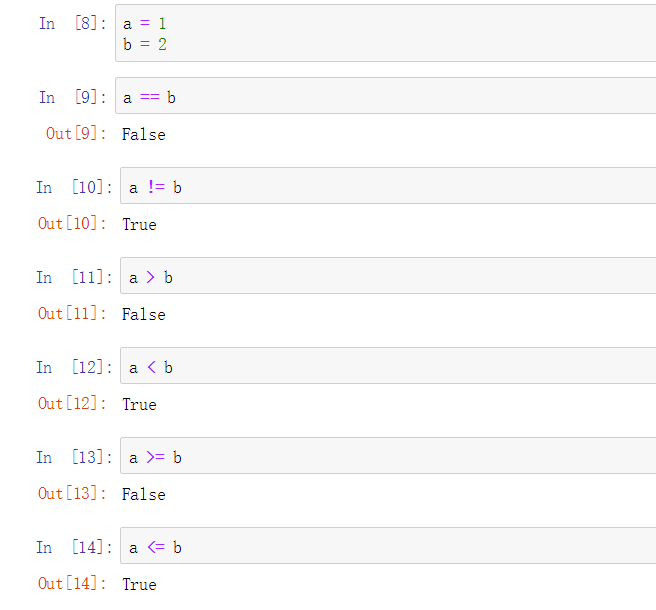 In [8]: a = 1
b = 2
In [9]: a == b
Out[9]: False
In [10]: a != b
Out[10]: True
In [11]: a > b
Out[11]: False
In [12]: a < b
Out[12]: True
In [13]: a >= b
Out[13]: False
In [14]: a <= b
Out[14]: True